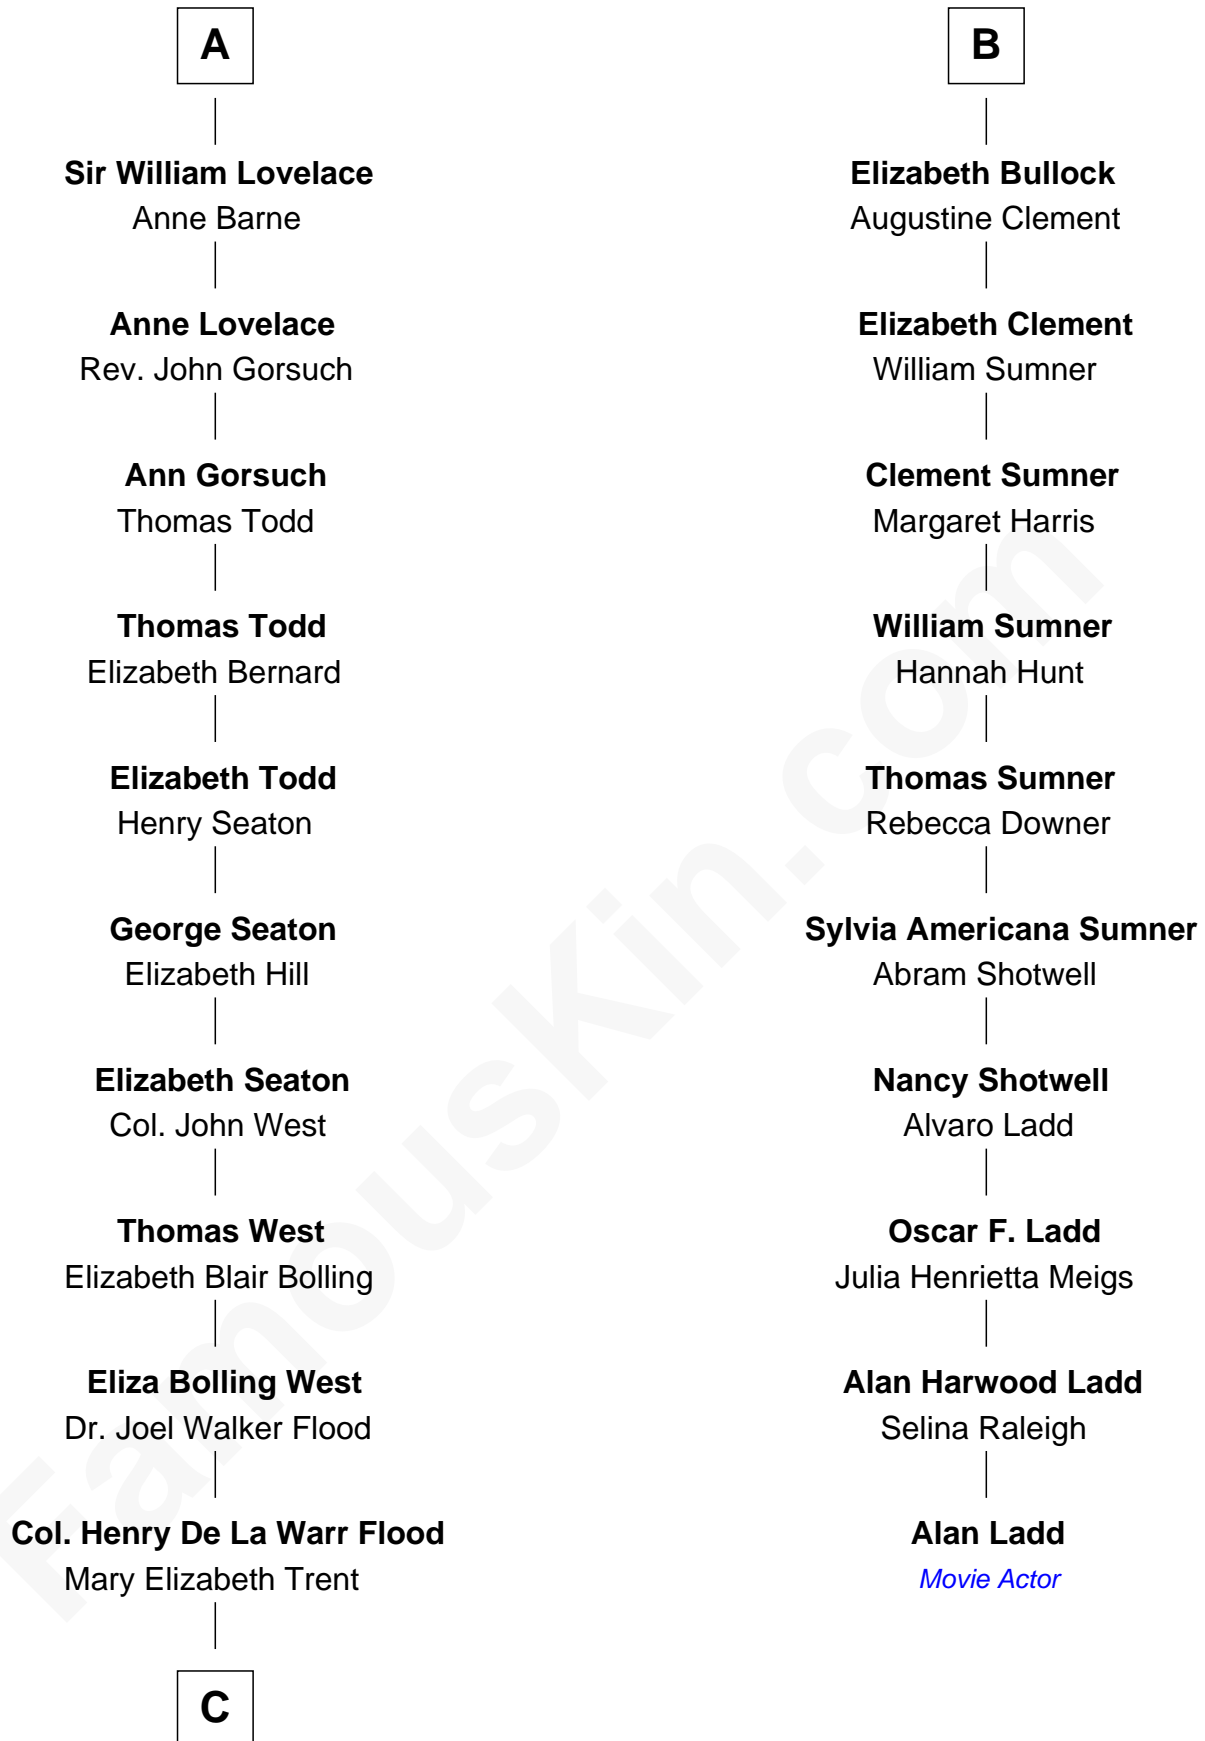 A
Sir William Lovelace
Anne Barne
Anne Lovelace
Rev. John Gorsuch
Ann Gorsuch
Thomas Todd
Thomas Todd
Elizabeth Bernard
Elizabeth Todd
Henry Seaton
George Seaton
Elizabeth Hill
Elizabeth Seaton
Col. John West
Thomas West
Elizabeth Blair Bolling
Eliza Bolling West
Dr. Joel Walker Flood
Col. Henry De La Warr Flood
Mary Elizabeth Trent
C
B
Elizabeth Bullock
Augustine Clement
Elizabeth Clement
William Sumner
Clement Sumner
Margaret Harris
William Sumner
Hannah Hunt
Thomas Sumner
Rebecca Downer
Sylvia Americana Sumner
Abram Shotwell
Nancy Shotwell
Alvaro Ladd
Oscar F. Ladd
Julia Henrietta Meigs
Alan Harwood Ladd
Selina Raleigh
Alan Ladd
Movie Actor
FamousKin.com